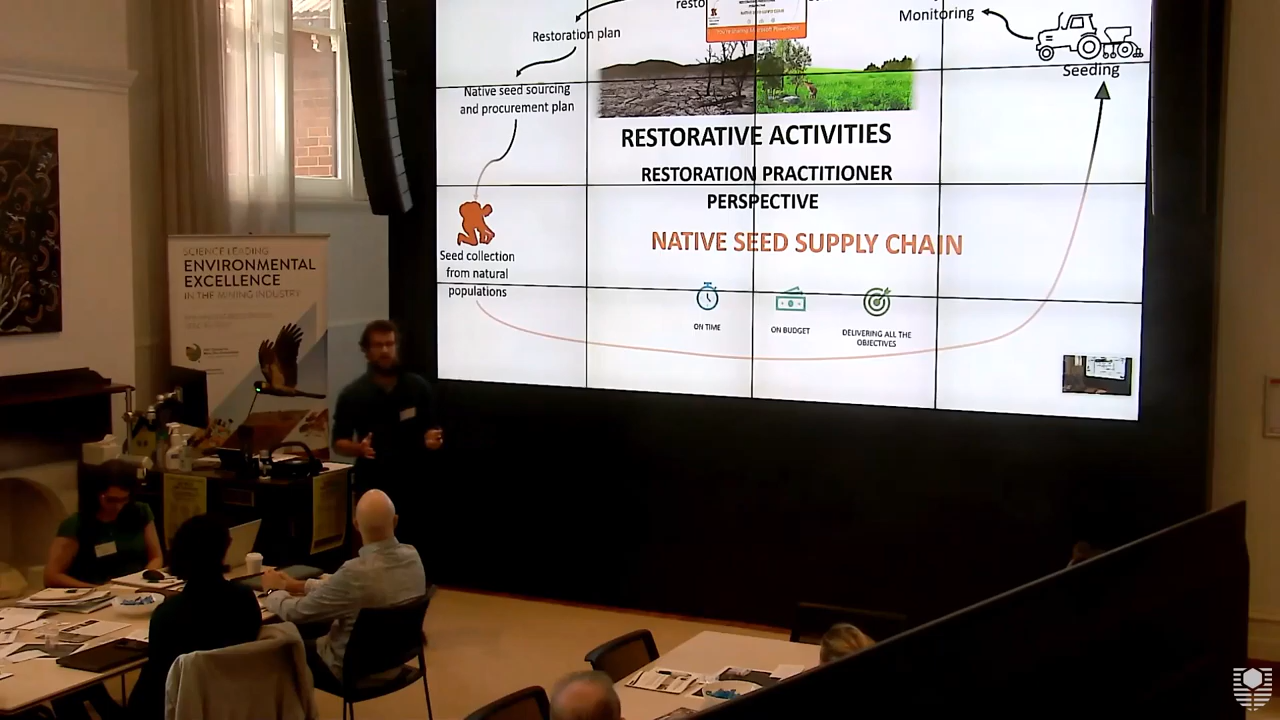 resto
Restoration plan
Monitoring
Seeding
Native seed sourcing
and procurement plan
RESTORATIVE ACTIVITIES
RESTORATION PRACTITIONER
PERSPECTIVE
NATIVE SEED SUPPLY CHAIN
Seed collection
from natural
populations
ON TIME
ON BUDGET
DELIVERING ALL THE
OBJECTIVES
SCIENCE LEADING
ENVIRONMENTAL
EXCELLENCE
IN THE MINING INDUSTRY